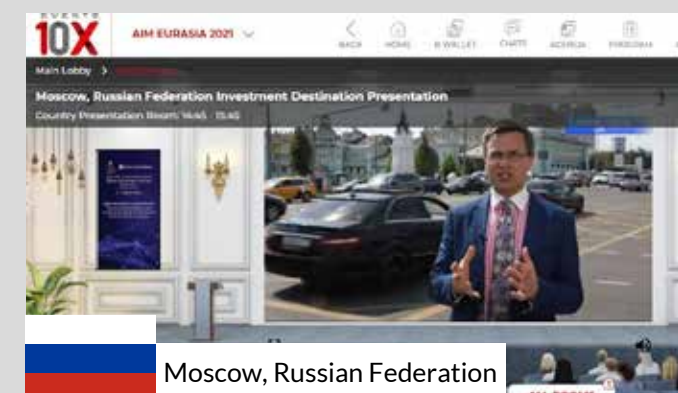 EVENTS
10X
AIM EURASIA 2021
BACK
HOME
B WALLET
CHATS
AGENDA
Main Lobby >
Moscow, Russian Federation Investment Destination Presentation
Country Presentation Room: 14:45 - 15:45
Moscow, Russian Federation